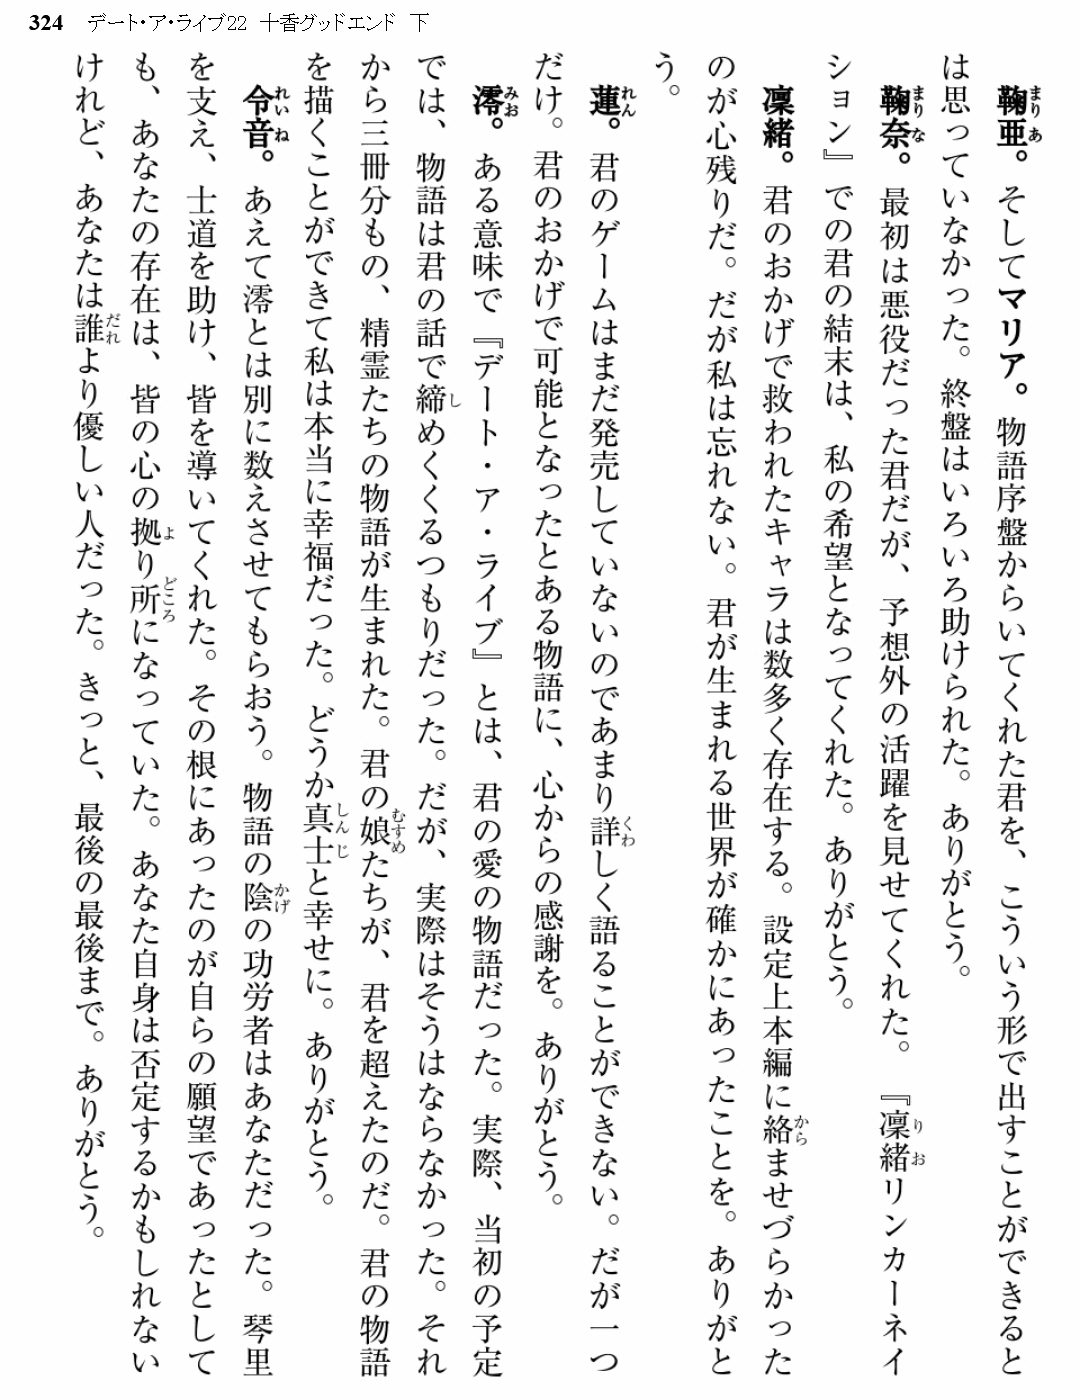 324 デート・ア・ライブ22 十香グッドエンド 下
鞠亜。そしてマリア。物語序盤からいてくれた君を、こういう形で出すことができると
は思っていなかった。終盤はいろいろ助けられた。ありがとう。
鞠奈。最初は悪役だった君だが、予想外の活躍を見せてくれた。『凜緒リンカーネイ
ション』での君の結末は、私の希望となってくれた。ありがとう。
凜緒。君のおかげで救われたキャラは数多く存在する。設定上本編に絡ませづらかった
のが心残りだ。だが私は忘れない。君が生まれる世界が確かにあったことを。ありがと
う。
蓮。君のゲームはまだ発売していないのであまり詳しく語ることができない。だが一つ
だけ。君のおかげで可能となったとある物語に、心からの感謝を。ありがとう。
澪。ある意味で『デート・ア・ライブ』とは、君の愛の物語だった。実際、当初の予定
では、物語は君の話で締めくくるつもりだった。だが、実際はそうはならなかった。それ
から三冊分もの、精霊たちの物語が生まれた。君の娘たちが、君を超えたのだ。君の物語
を描くことができて私は本当に幸福だった。どうか真士と幸せに。ありがとう。
令音。あえて澪とは別に数えさせてもらおう。物語の陰の功労者はあなただった。琴里
を支え、士道を助け、皆を導いてくれた。その根にあったのが自らの願望であったとして
も、あなたの存在は、皆の心の拠り所になっていた。あなた自身は否定するかもしれない
けれど、あなたは誰より優しい人だった。きっと、最後の最後まで。ありがとう。